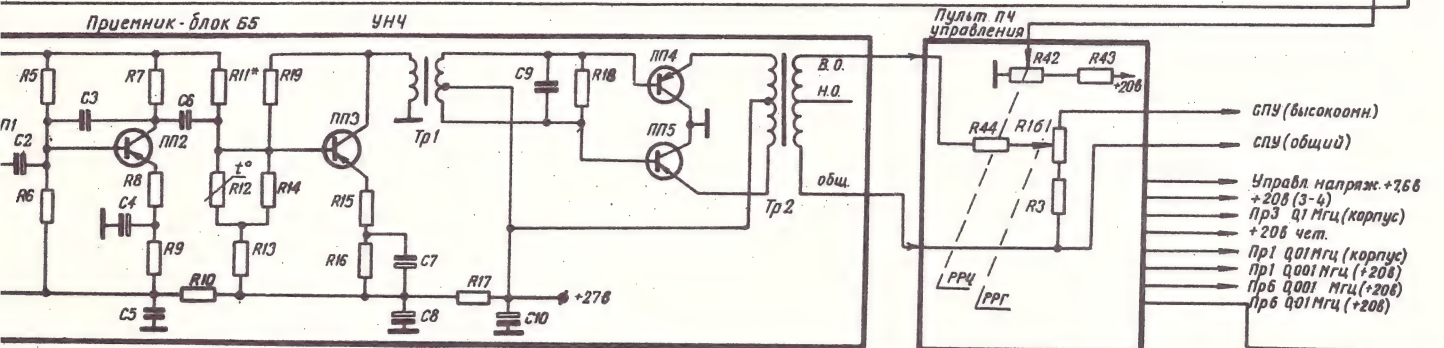 Приемник - блок Б5
УНЧ
Пульт ПЧ
управления
R5
R7
R11*
R19
C3
C6
П1
C2
ПП2
ПП3
R6
R8
C4
R9
t°
R12
R14
R13
R15
R16
C7
R10
C5
C8
R17
C10
+27в
Тр1
C9
R18
ПП4
ПП5
Тр2
В.О.
Н.О.
общ.
R42
R43
+20в
R44
R1б1
R3
РРЧ
РРГ
СПУ (высокоомн.)
СПУ (общий)
Управл. напряж. +7,6в
+20в (3-4)
Пр3 0,1 Мгц (корпус)
+20в чет.
Пр1 0,01 Мгц (корпус)
Пр1 0,001 Мгц (+20в)
Пр6 0,001 Мгц (+20в)
Пр6 0,01 Мгц (+20в)